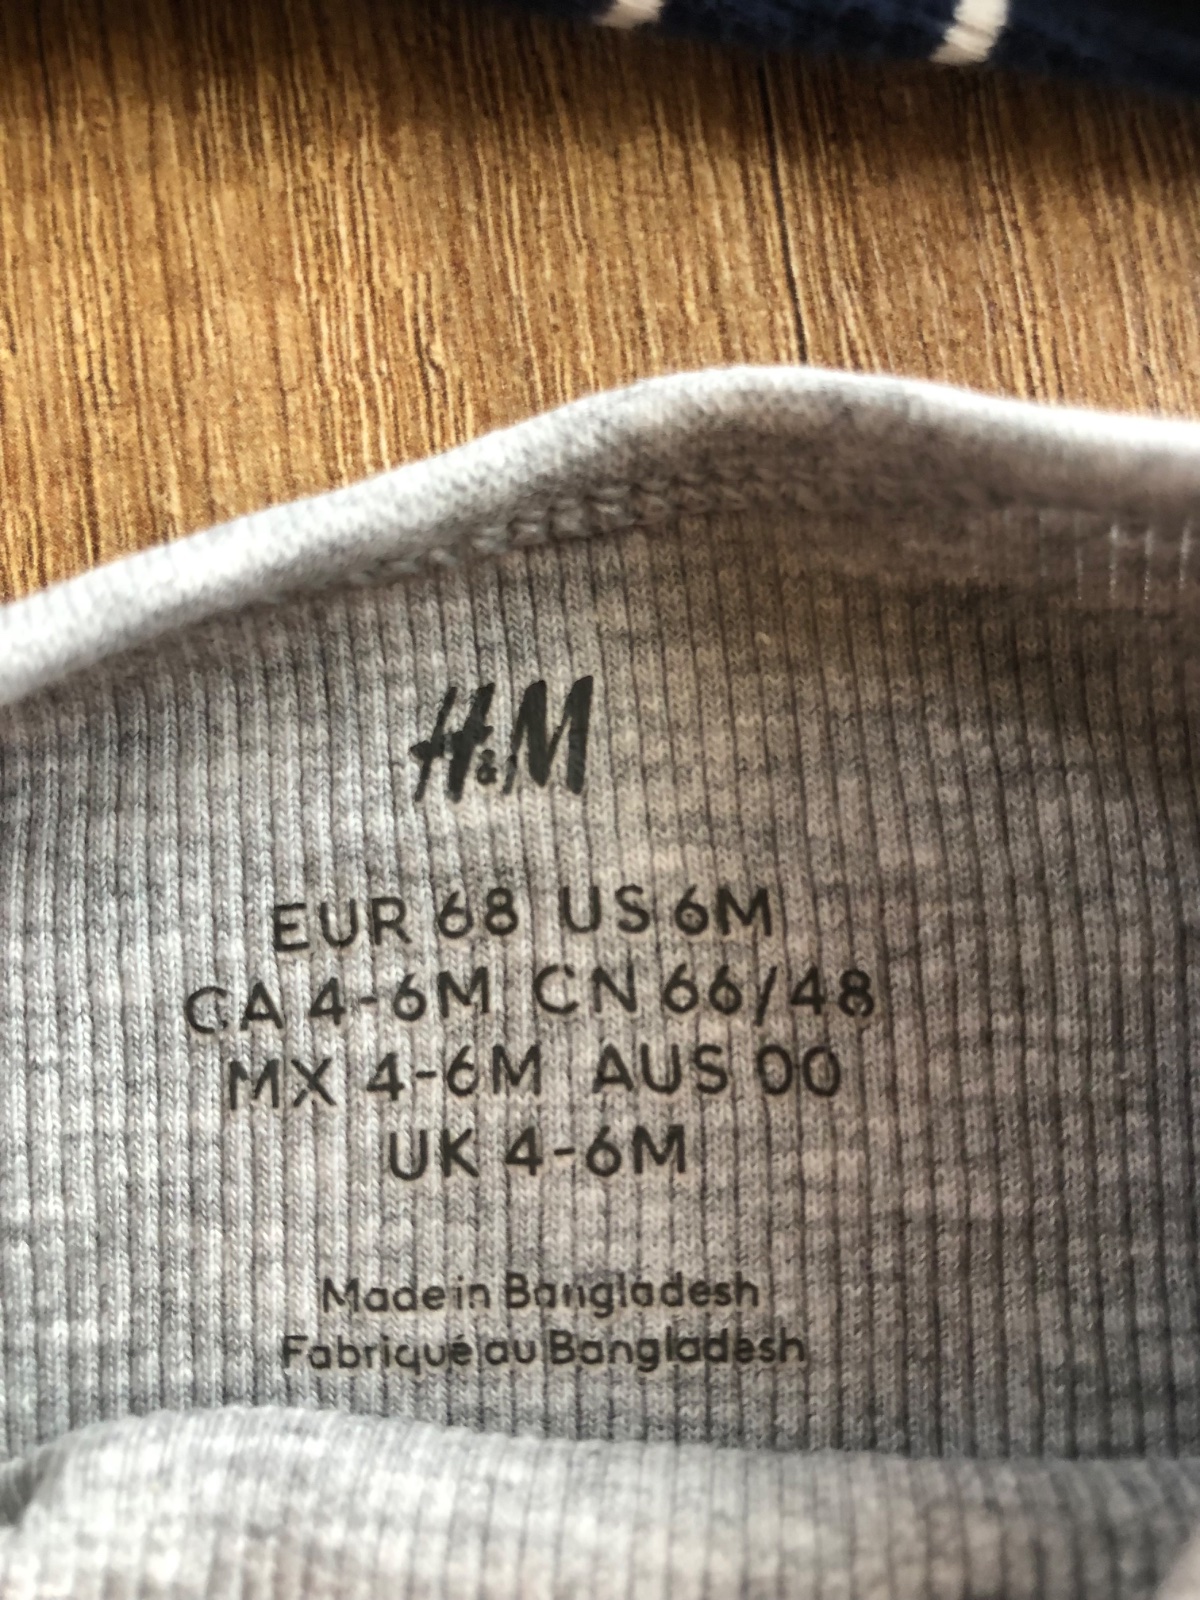 H&M
EUR 68 US 6M
CA 4-6M CN 66/48
MX 4-6M AUS 00
UK 4-6M
Made in Bangladesh
Fabriqué au Bangladesh